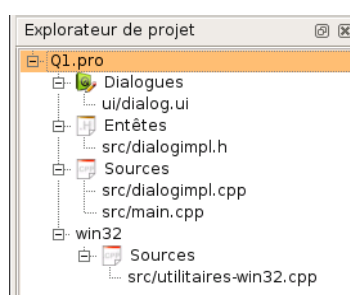 Explorateur de projet
Q1.pro
Dialogues
ui/dialog.ui
Entêtes
src/dialogimpl.h
Sources
src/dialogimpl.cpp
src/main.cpp
win32
Sources
src/utilitaires-win32.cpp